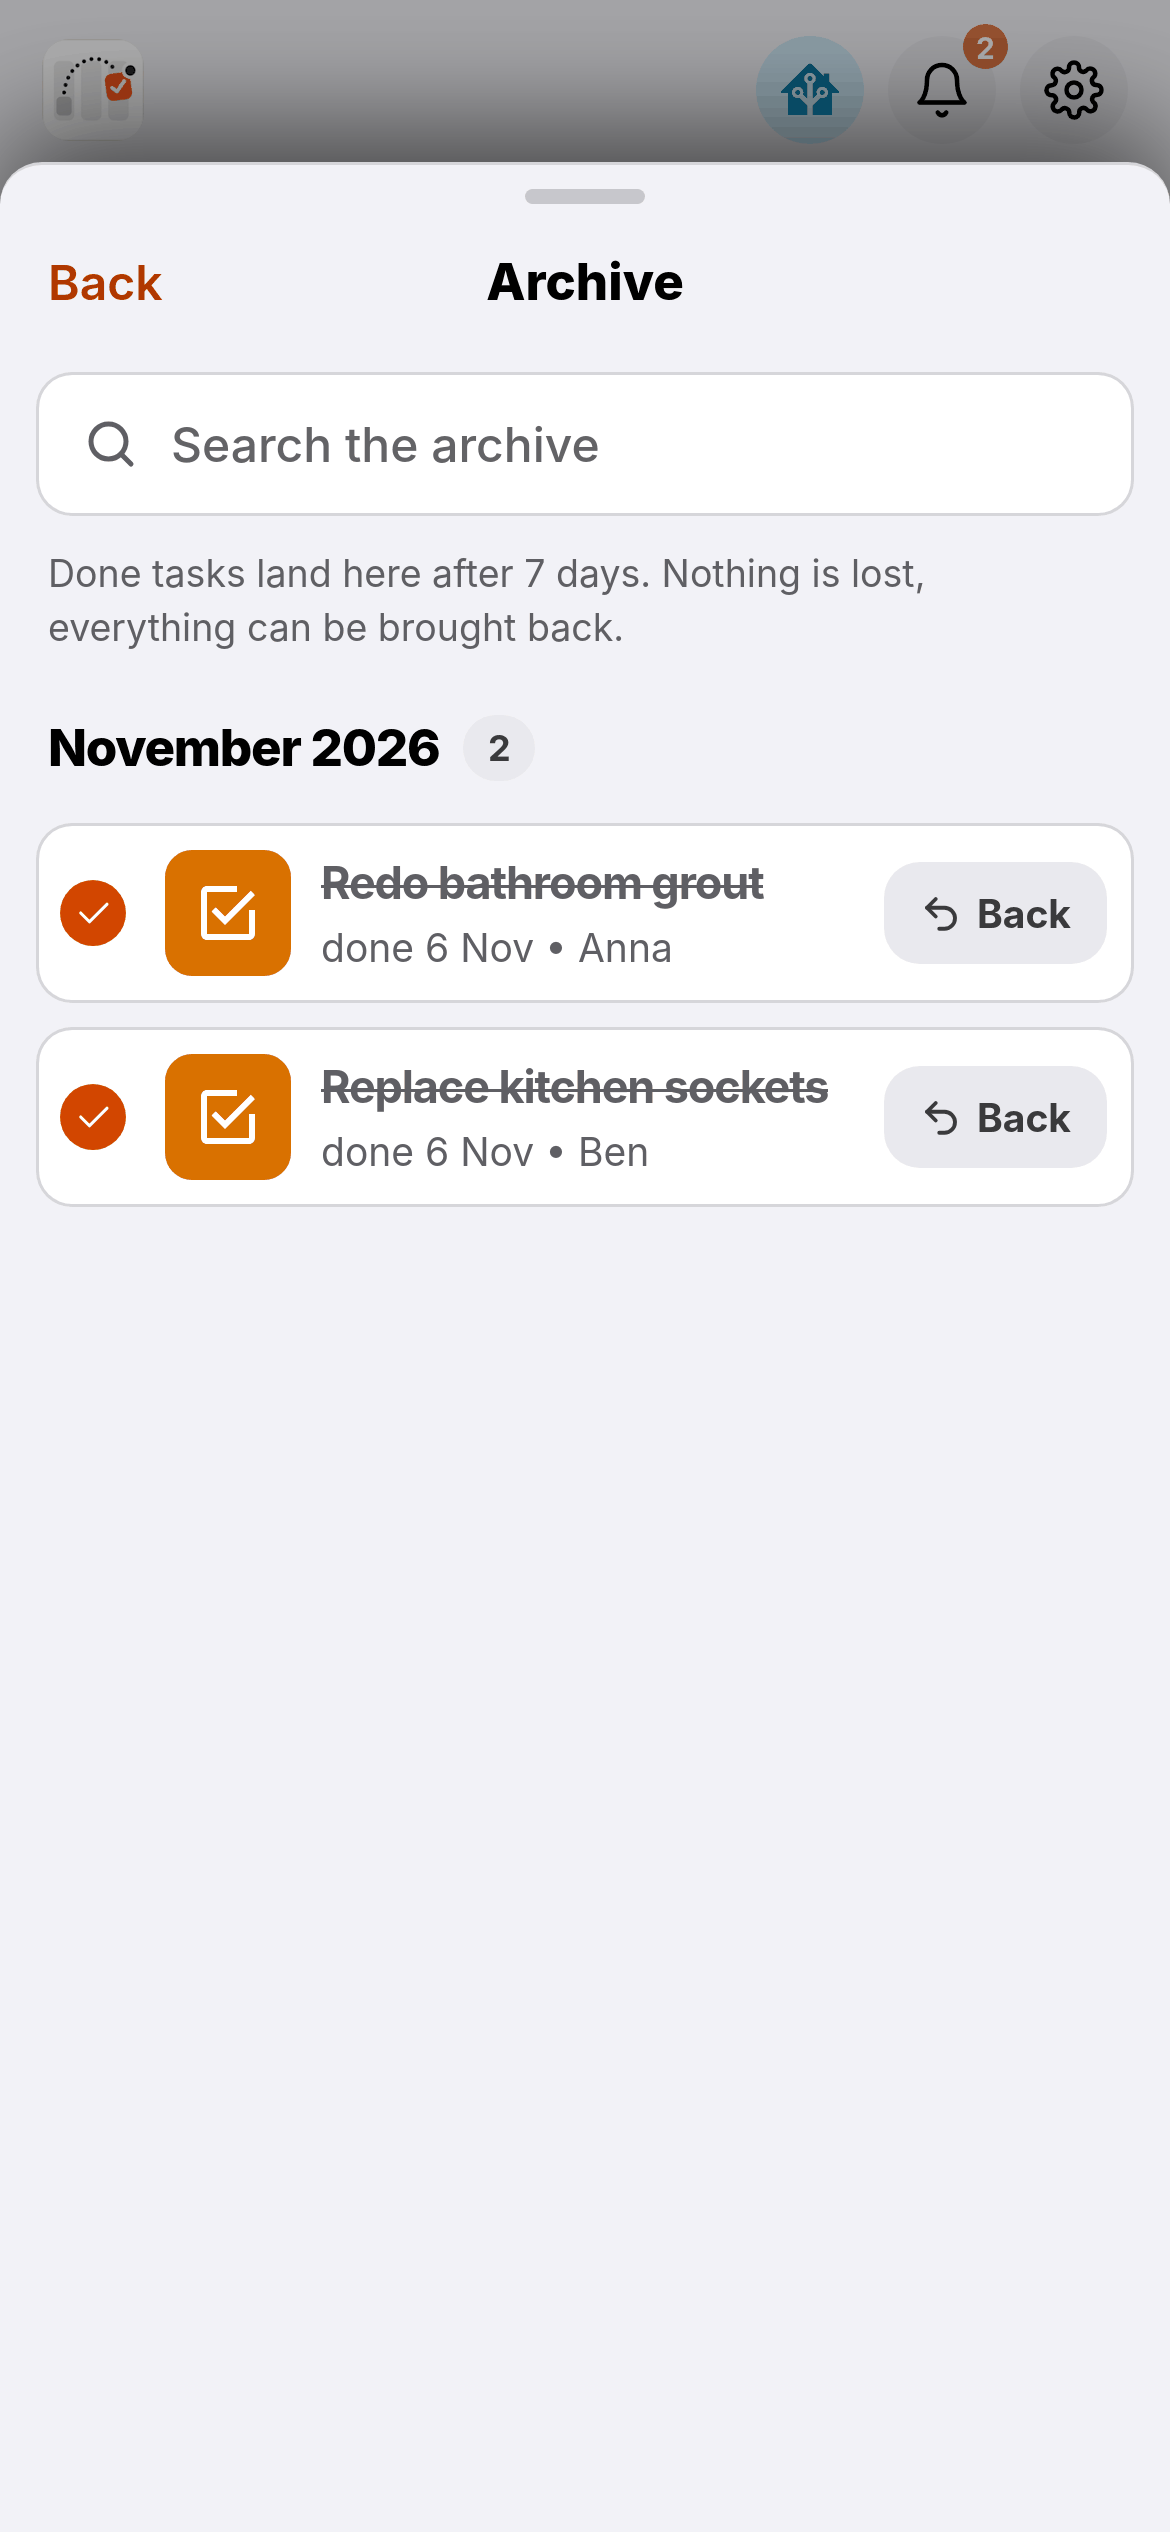 2
Back
Archive
Search the archive
Done tasks land here after 7 days. Nothing is lost,
everything can be brought back.
November 2026
2
Redo bathroom grout
done 6 Nov • Anna
Back
Replace kitchen sockets
done 6 Nov • Ben
Back